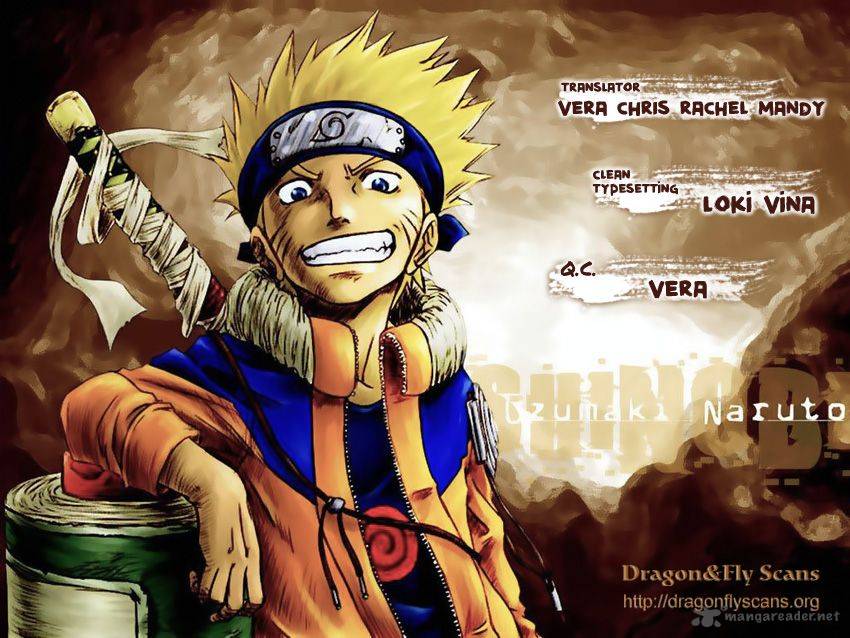 TRANSLATOR
VERA CHRIS RACHEL MANDY
CLEAN
TYPESETTING
LOKI VINA
Q.C.
VERA
SHINOBI
Uzumaki Naruto
Dragon&Fly Scans
http://dragonflyscans.org
mangareader.net